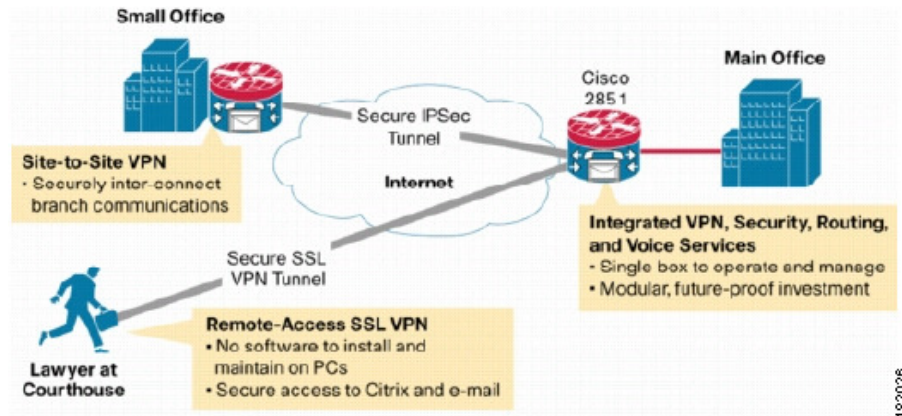 Small Office
Cisco
2851
Main Office
Secure IPSec
Tunnel
Internet
Site-to-Site VPN
• Securely inter-connect
branch communications
Integrated VPN, Security, Routing,
and Voice Services
• Single box to operate and manage
• Modular, future-proof investment
Secure SSL
VPN Tunnel
Remote-Access SSL VPN
• No software to install and
maintain on PCs
• Secure access to Citrix and e-mail
Lawyer at
Courthouse
182026